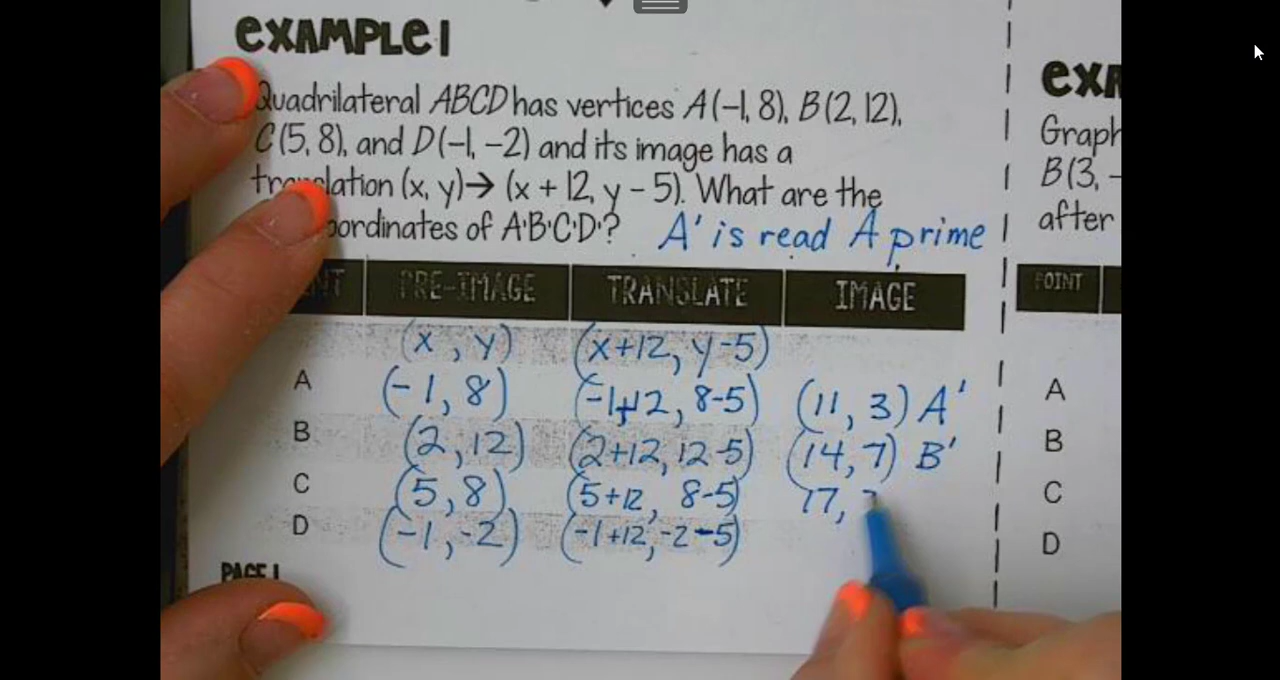 EXAMPLE 1
Quadrilateral ABCD has vertices A(-1, 8), B(2, 12),
C(5, 8), and D(-1, -2) and its image has a
translation (x, y)→ (x + 12, y - 5). What are the
coordinates of A'B'C'D'? A' is read A prime
PRE-IMAGE TRANSLATE IMAGE
(x, y) (x+12, y-5)
A (-1, 8) (-1+12, 8-5) (11, 3) A'
B (2, 12) (2+12, 12-5) (14, 7) B'
C (5, 8) (5+12, 8-5) 17,
D (-1, -2) (-1+12, -2-5)
PAGE 1
Graph
B(3, -
after
POINT
A
B
C
D